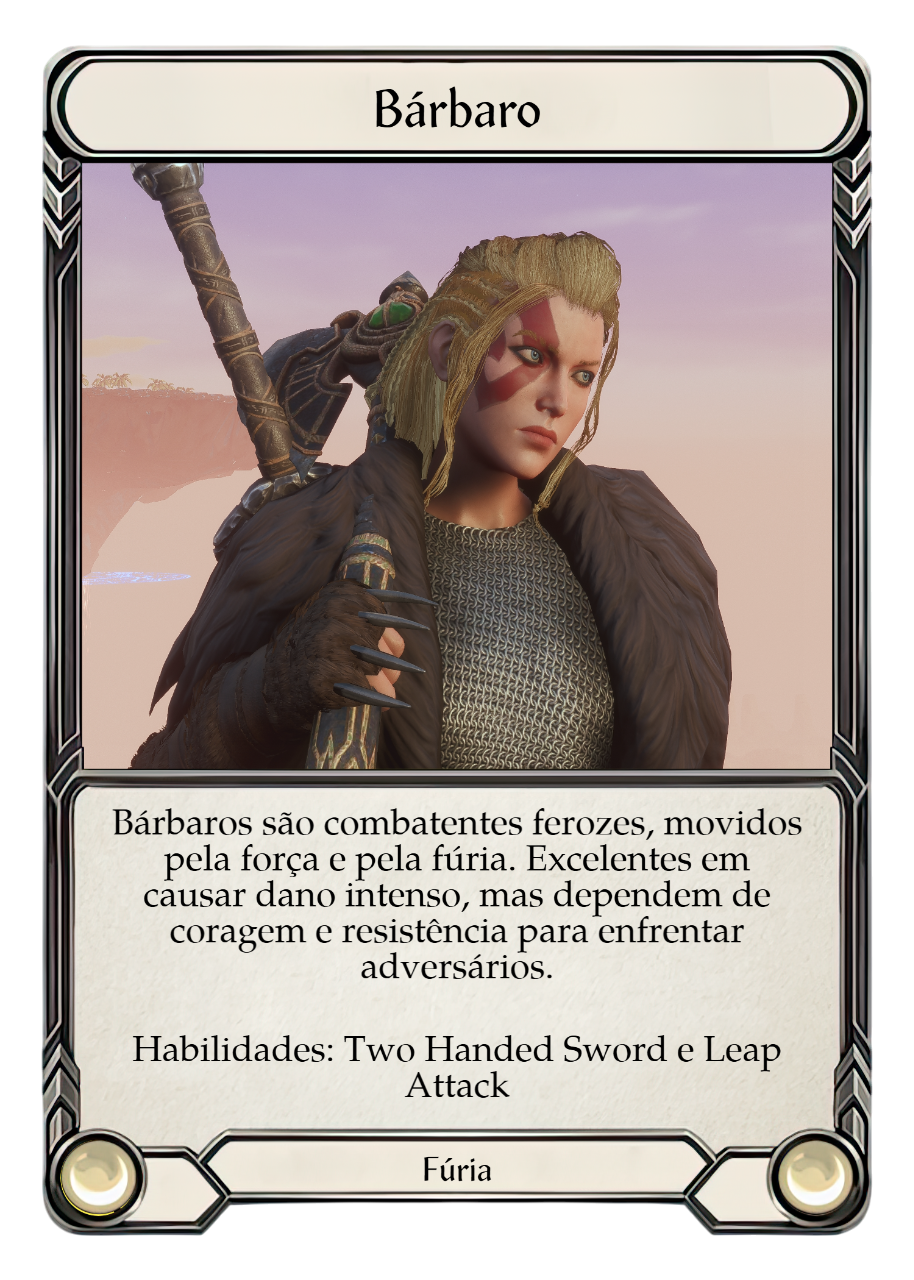 Bárbaro
Bárbaros são combatentes ferozes, movidos
pela força e pela fúria. Excelentes em
causar dano intenso, mas dependem de
coragem e resistência para enfrentar
adversários.
Habilidades: Two Handed Sword e Leap
Attack
Fúria